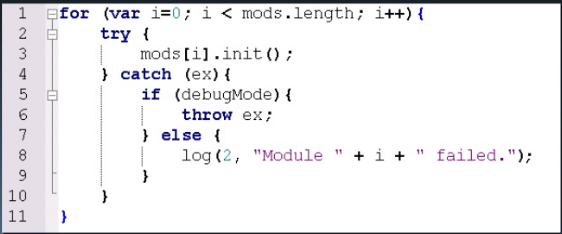 1 for (var i=0; i < mods.length; i++){
2 try {
3 mods[i].init();
4 } catch (ex){
5 if (debugMode){
6 throw ex;
7 } else {
8 log(2, "Module " + i + " failed.");
9 }
10 }
11 }